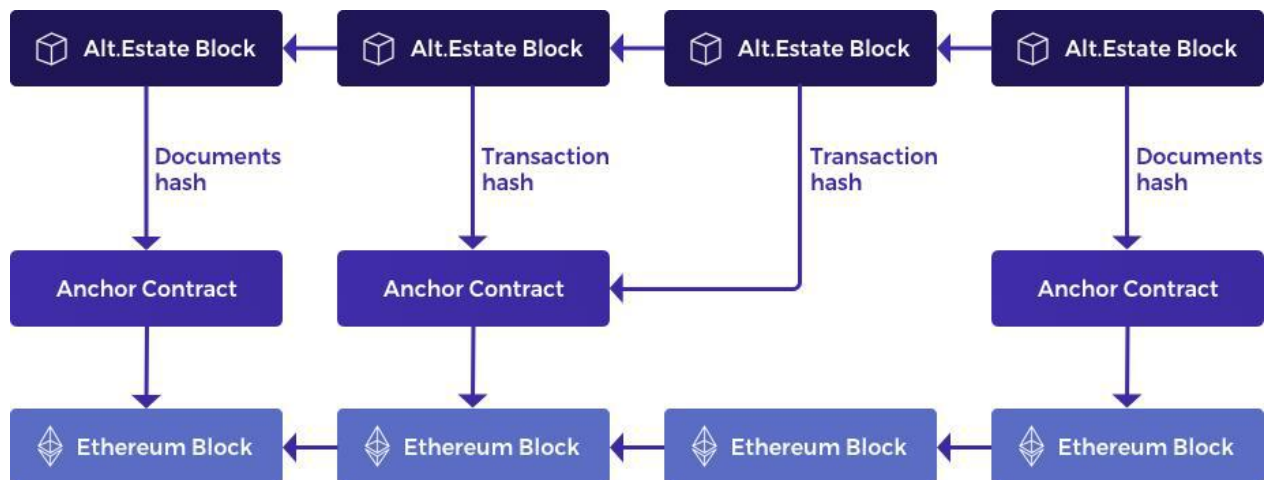 Alt.Estate Block
Alt.Estate Block
Alt.Estate Block
Alt.Estate Block
Documents
hash
Transaction
hash
Transaction
hash
Documents
hash
Anchor Contract
Anchor Contract
Anchor Contract
Ethereum Block
Ethereum Block
Ethereum Block
Ethereum Block